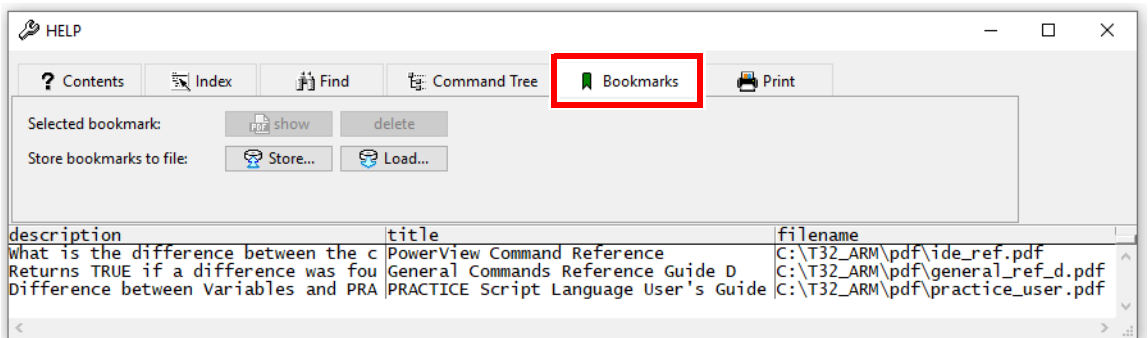 HELP
? Contents Index Find Command Tree Bookmarks Print
Selected bookmark: show delete
Store bookmarks to file: Store... Load...
description title filename
What is the difference between the c PowerView Command Reference C:\T32_ARM\pdf\ide_ref.pdf
Returns TRUE if a difference was fou General Commands Reference Guide D C:\T32_ARM\pdf\general_ref_d.pdf
Difference between Variables and PRA PRACTICE Script Language User's Guide C:\T32_ARM\pdf\practice_user.pdf